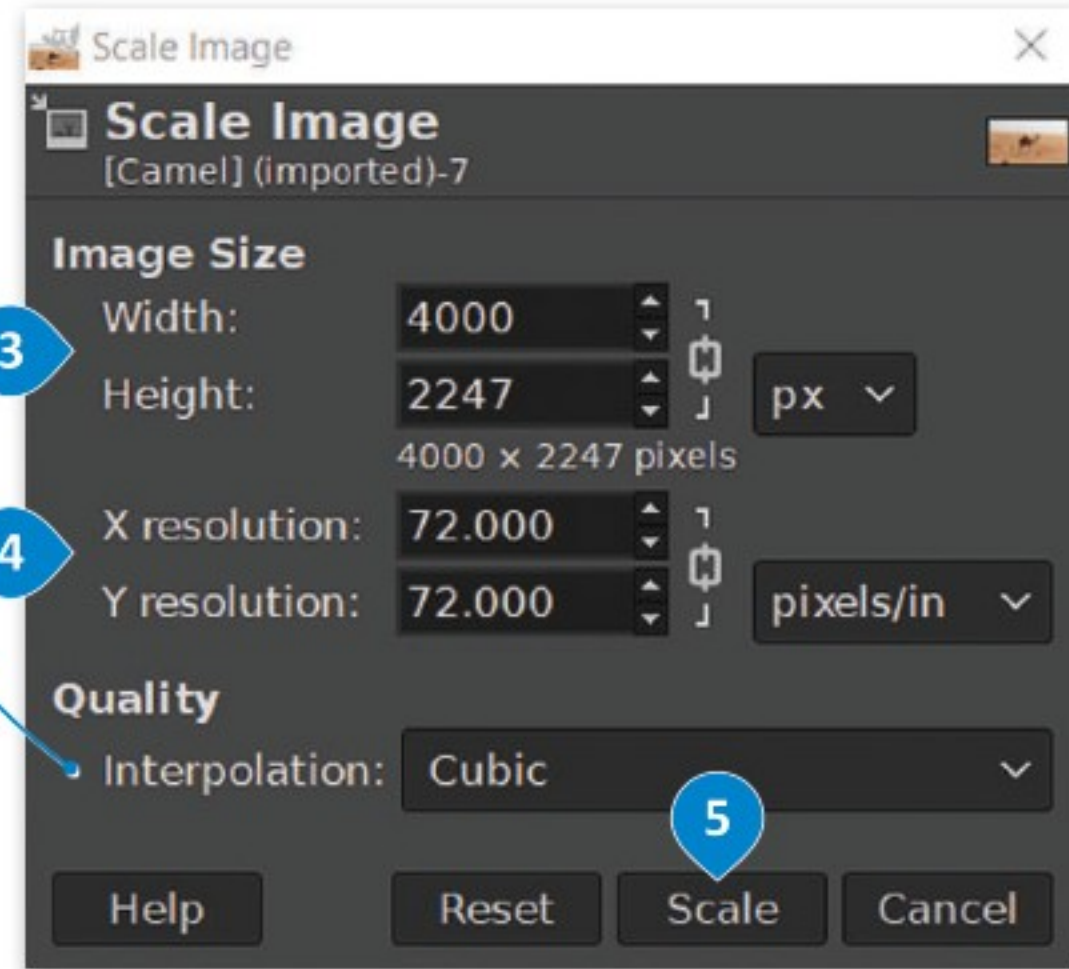 Scale Image
Scale Image
[Camel] (imported)-7
Image Size
3
Width: 4000
Height: 2247 px
4000 × 2247 pixels
4
X resolution: 72.000
Y resolution: 72.000 pixels/in
Quality
Interpolation: Cubic
5
Help Reset Scale Cancel